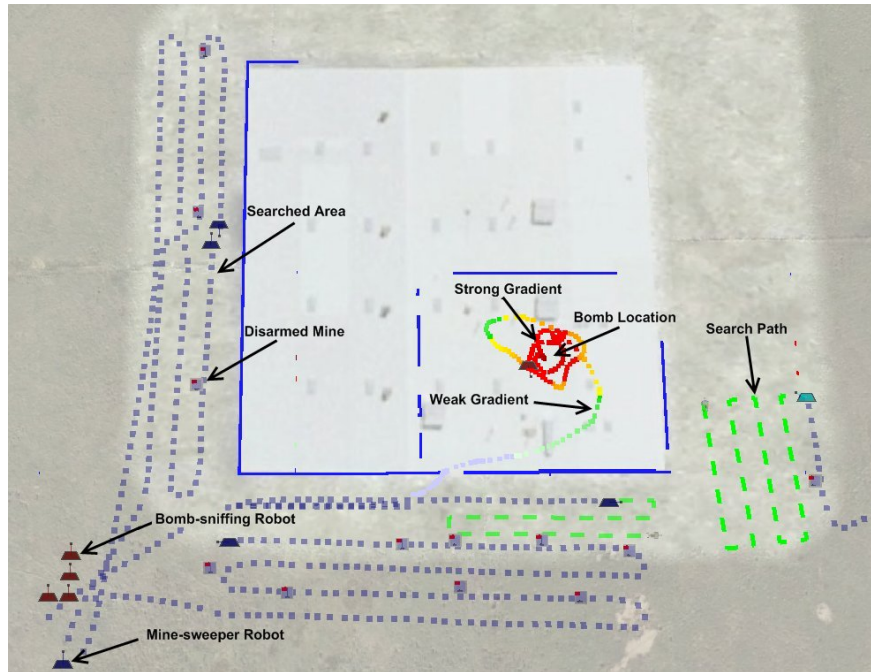 Searched Area
Strong Gradient
Bomb Location
Search Path
Disarmed Mine
Weak Gradient
Bomb-sniffing Robot
Mine-sweeper Robot